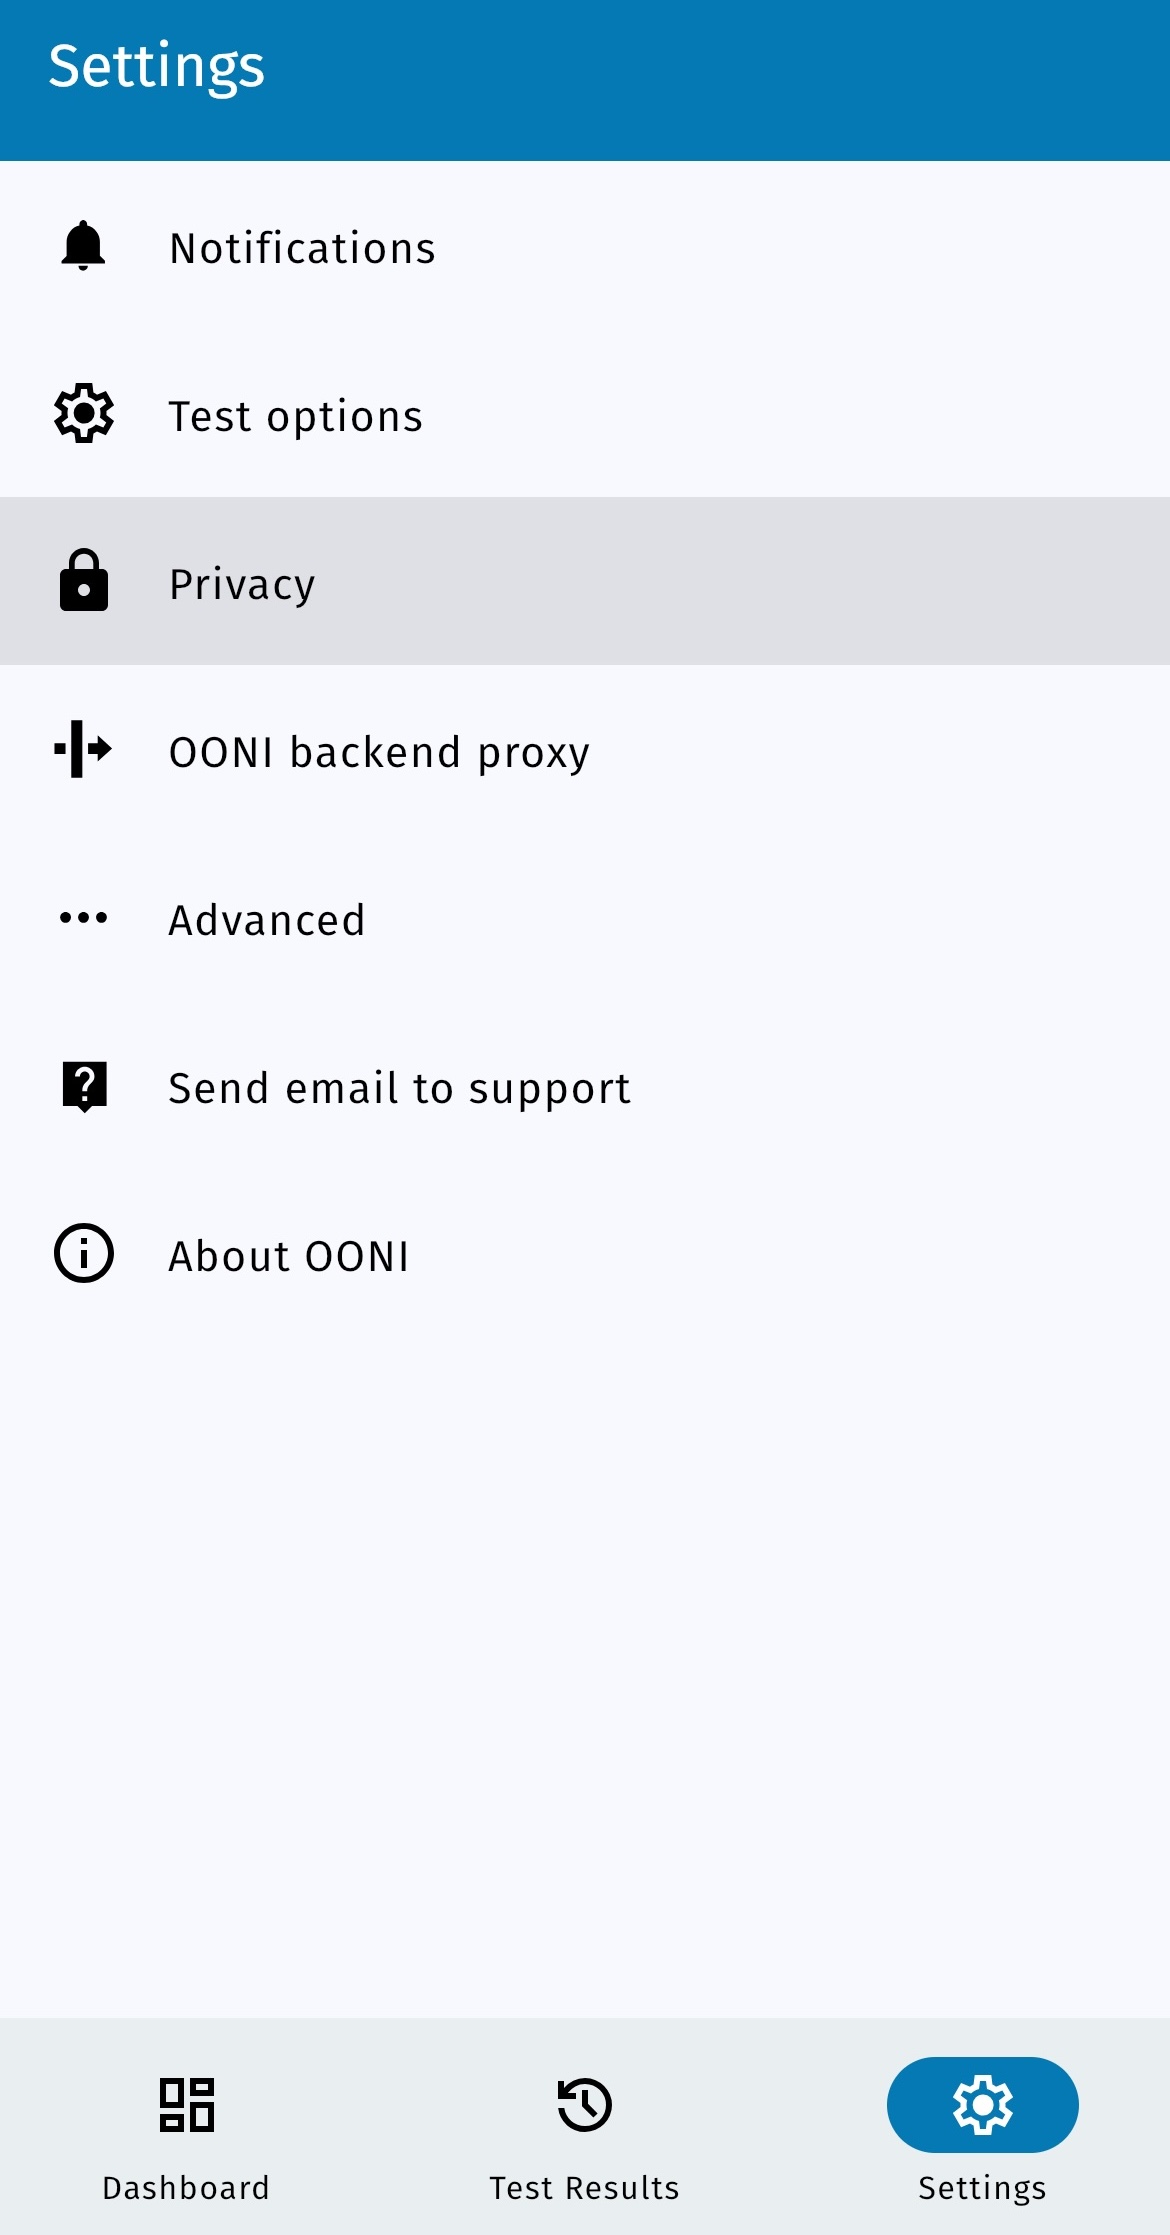 Settings
Notifications
Test options
Privacy
OONI backend proxy
Advanced
Send email to support
About OONI
Dashboard
Test Results
Settings